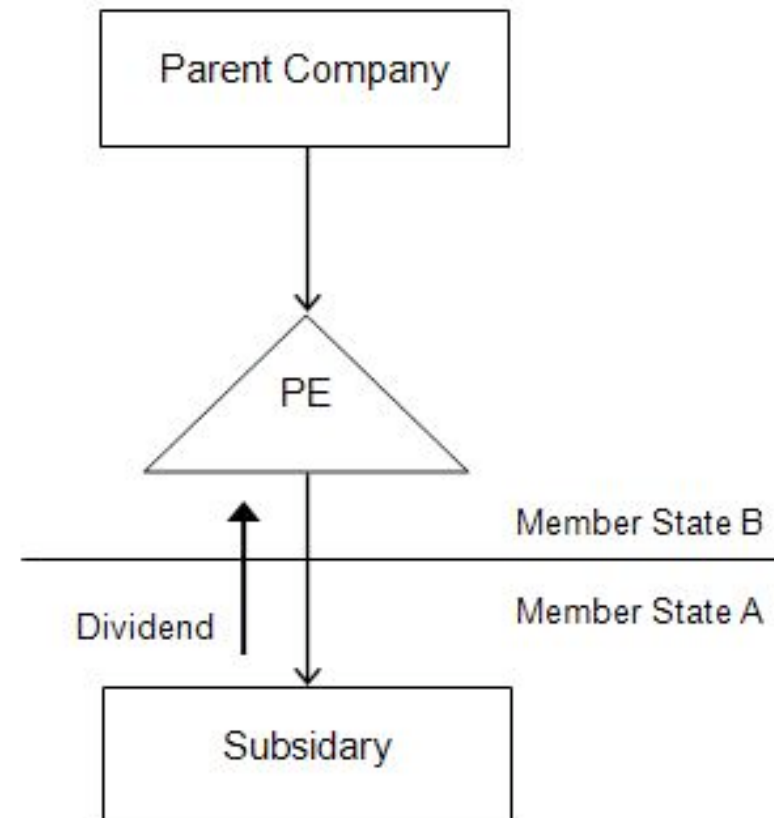 Parent Company
PE
Member State B
Member State A
Dividend
Subsidary